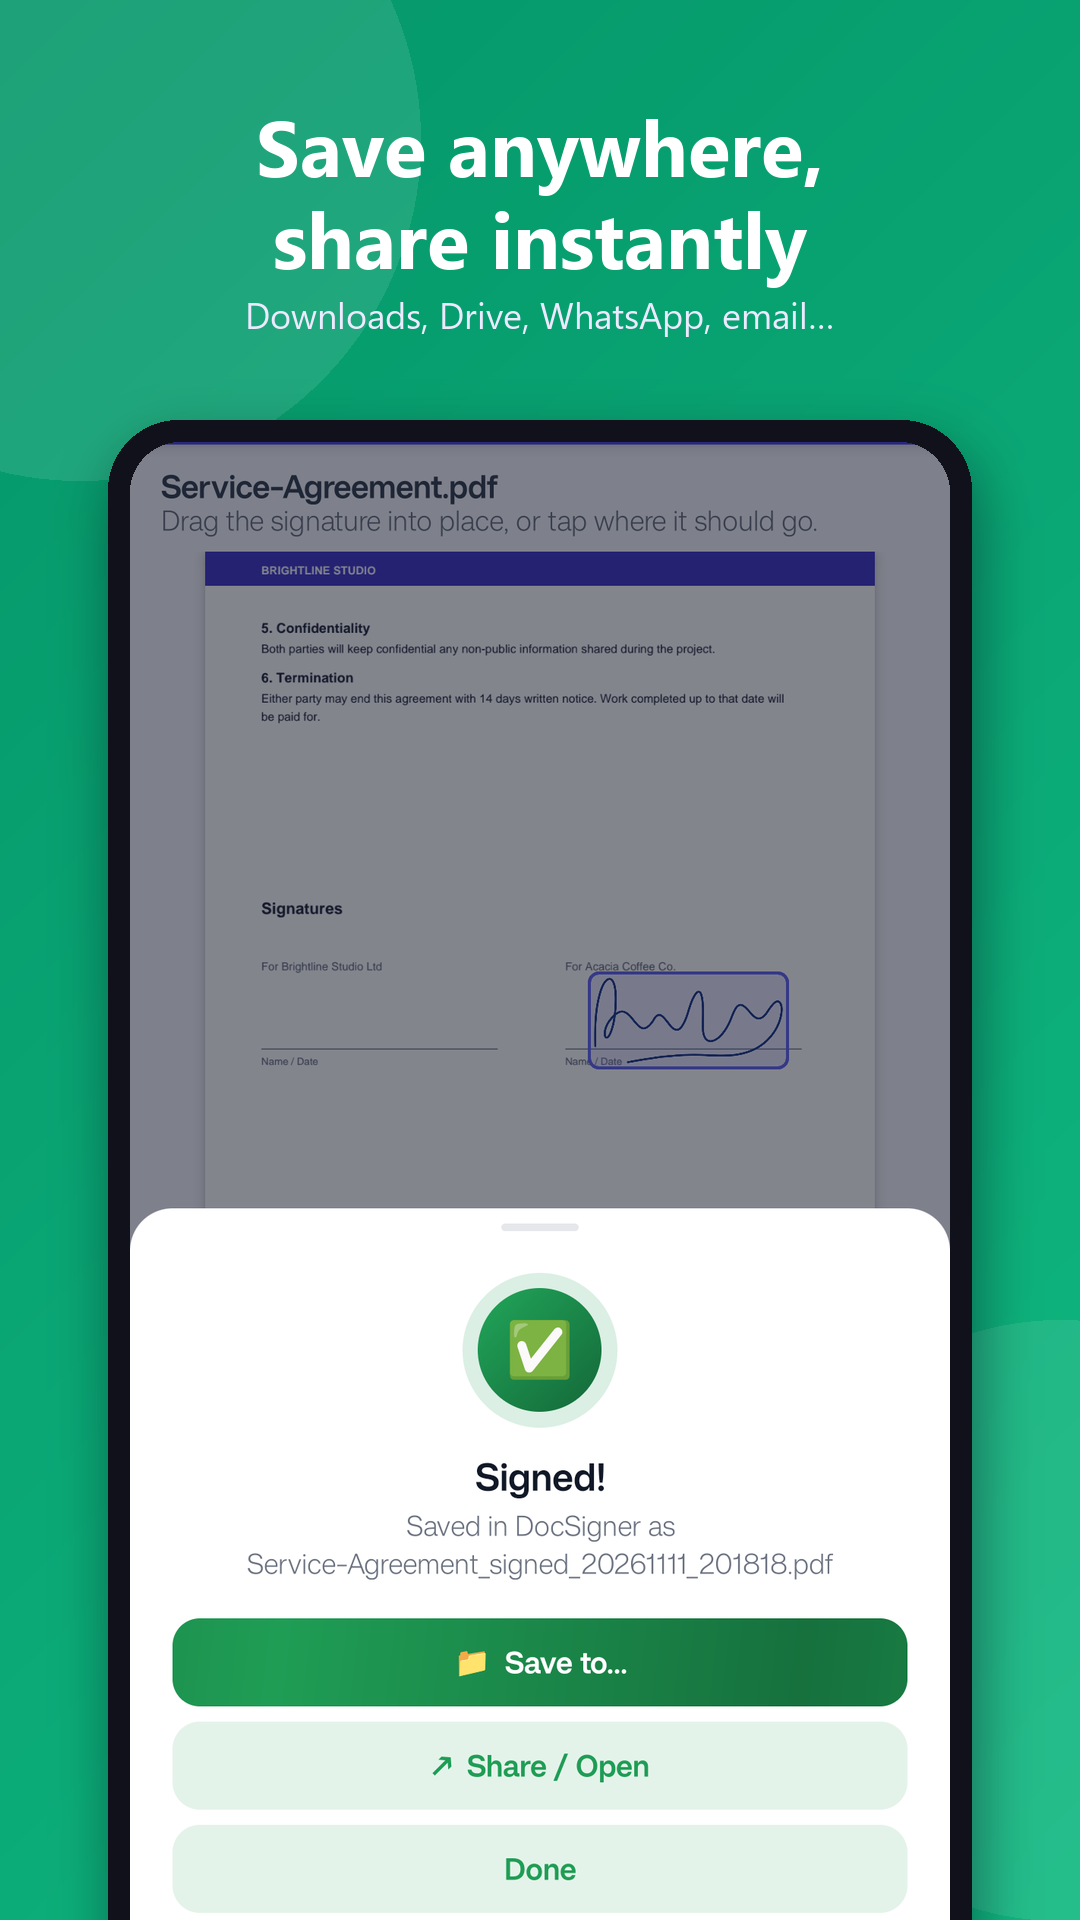 Save anywhere,
share instantly
Downloads, Drive, WhatsApp, email...
Service-Agreement.pdf
Drag the signature into place, or tap where it should go.
BRIGHTLINE STUDIO
5. Confidentiality
Both parties will keep confidential any non-public information shared during the project.
6. Termination
Either party may end this agreement with 14 days written notice. Work completed up to that date will
be paid for.
Signatures
For Brightline Studio Ltd
For Acacia Coffee Co.
Name / Date
Name / Date
Signed!
Saved in DocSigner as
Service-Agreement_signed_20261111_201818.pdf
Save to...
Share / Open
Done